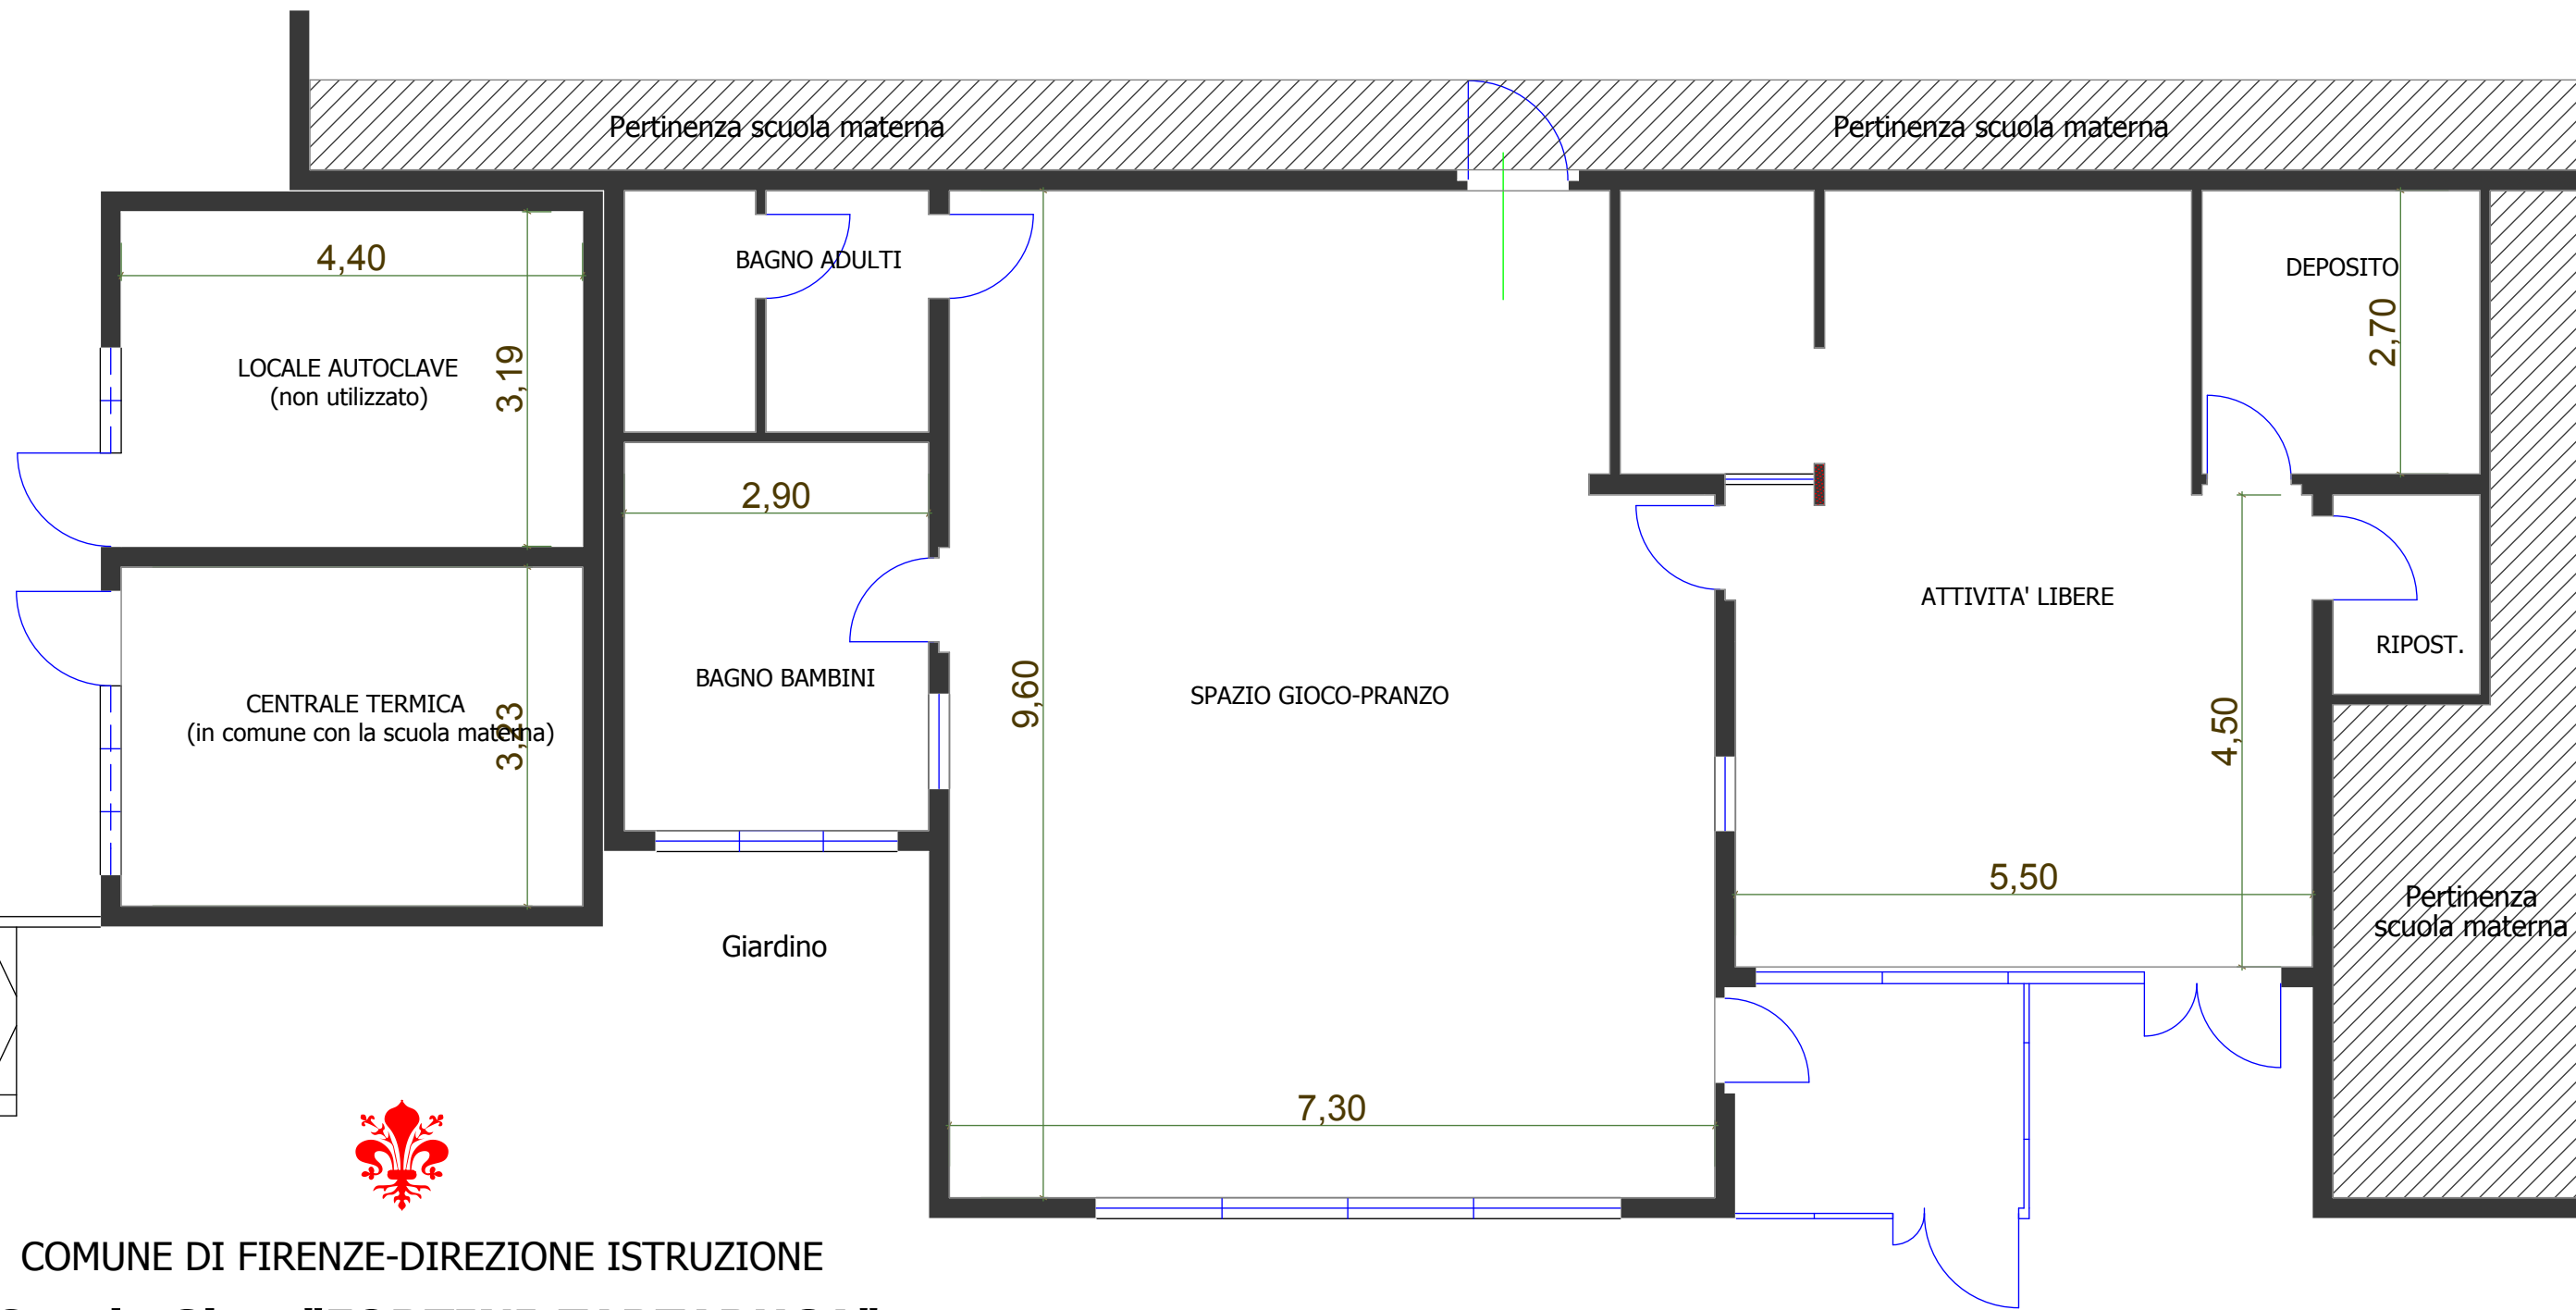 Pertinenza scuola materna
Pertinenza scuola materna
4,40
BAGNO ADULTI
DEPOSITO
2,70
LOCALE AUTOCLAVE
(non utilizzato)
3,19
2,90
ATTIVITA' LIBERE
RIPOST.
BAGNO BAMBINI
9,60
SPAZIO GIOCO-PRANZO
CENTRALE TERMICA
(in comune con la scuola materna)
3,23
4,50
5,50
Pertinenza
scuola materna
Giardino
7,30
COMUNE DI FIRENZE-DIREZIONE ISTRUZIONE